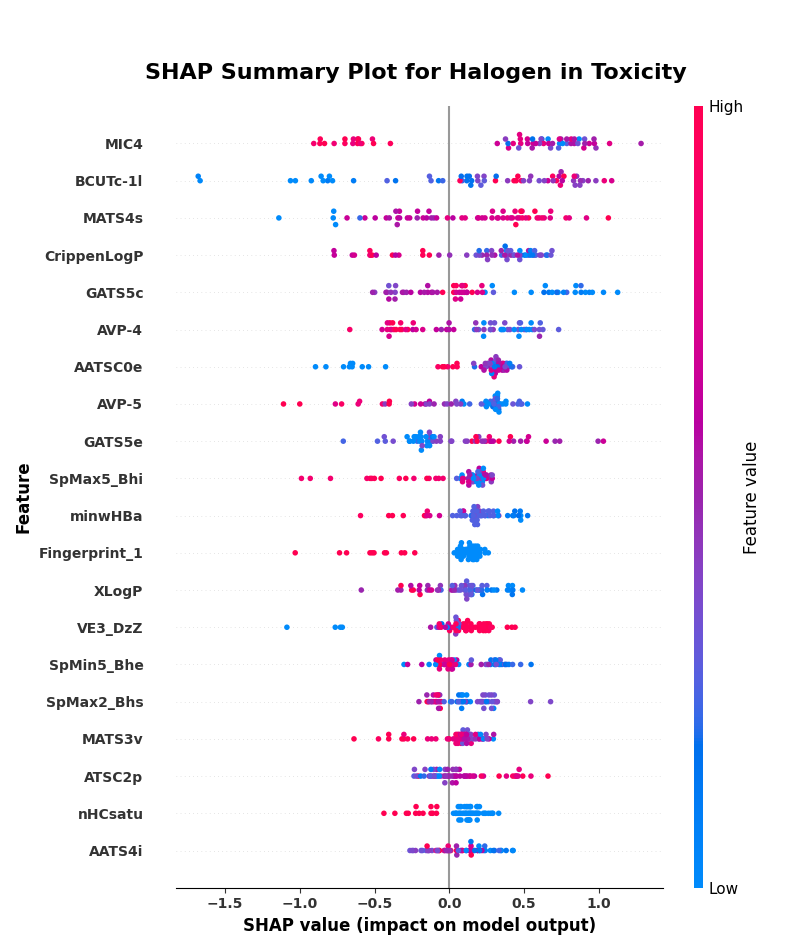 SHAP Summary Plot for Halogen in Toxicity
High
MIC4
BCUTc-1l
MATS4s
CrippenLogP
GATS5c
AVP-4
AATSC0e
AVP-5
GATS5e
SpMax5_Bhi
minwHBa
Fingerprint_1
XLogP
VE3_DzZ
SpMin5_Bhe
SpMax2_Bhs
MATS3v
ATSC2p
nHCsatu
AATS4i
Feature
Feature value
Low
−1.5 −1.0 −0.5 0.0 0.5 1.0
SHAP value (impact on model output)